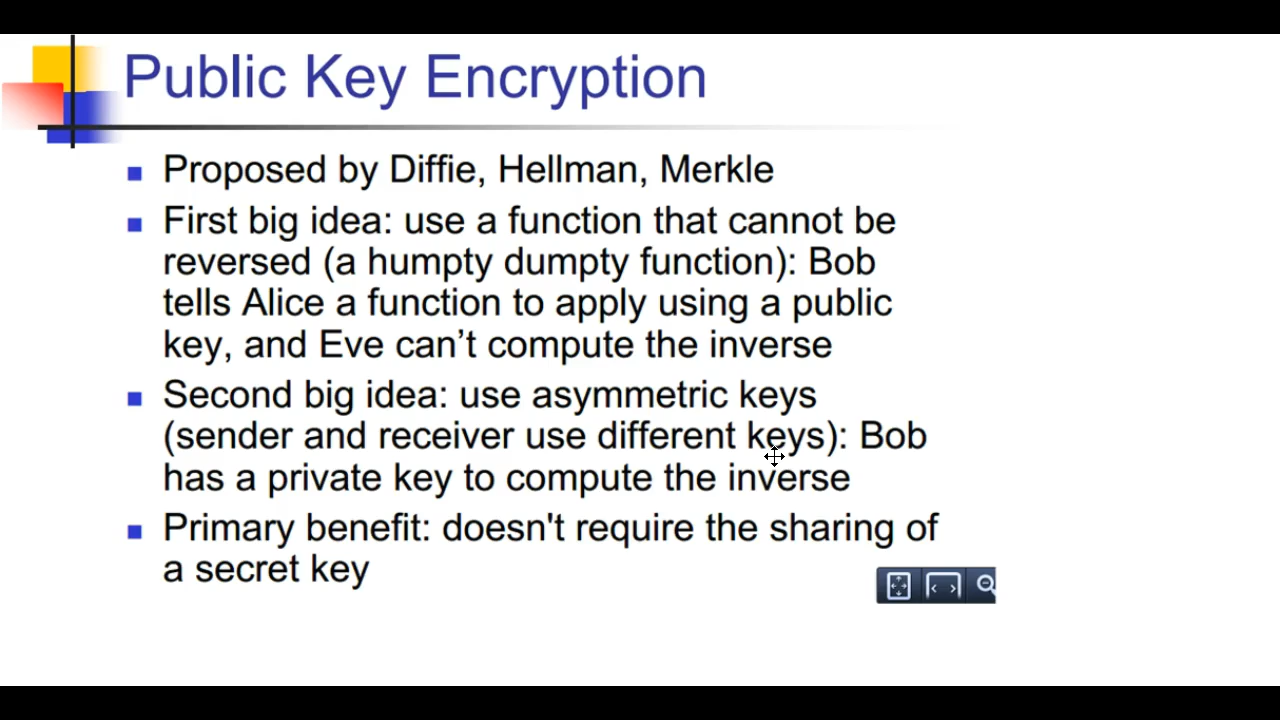 Public Key Encryption
Proposed by Diffie, Hellman, Merkle
First big idea: use a function that cannot be
reversed (a humpty dumpty function): Bob
tells Alice a function to apply using a public
key, and Eve can’t compute the inverse
Second big idea: use asymmetric keys
(sender and receiver use different keys): Bob
has a private key to compute the inverse
Primary benefit: doesn't require the sharing of
a secret key